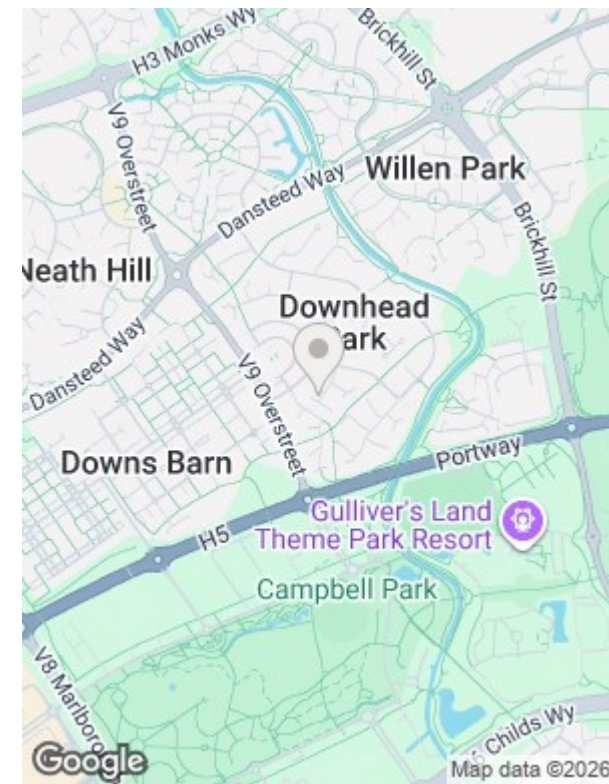 H3 Monks Wy
Brickhill St
V9 Overstreet
Dansteed Way
Willen Park
Brickhill St
Neath Hill
Downhead
Park
Dansteed Way
V9 Overstreet
Downs Barn
Portway
H5
Gulliver's Land
Theme Park Resort
Campbell Park
V8 Marlboro
Childs Wy
Google
Map data ©2026